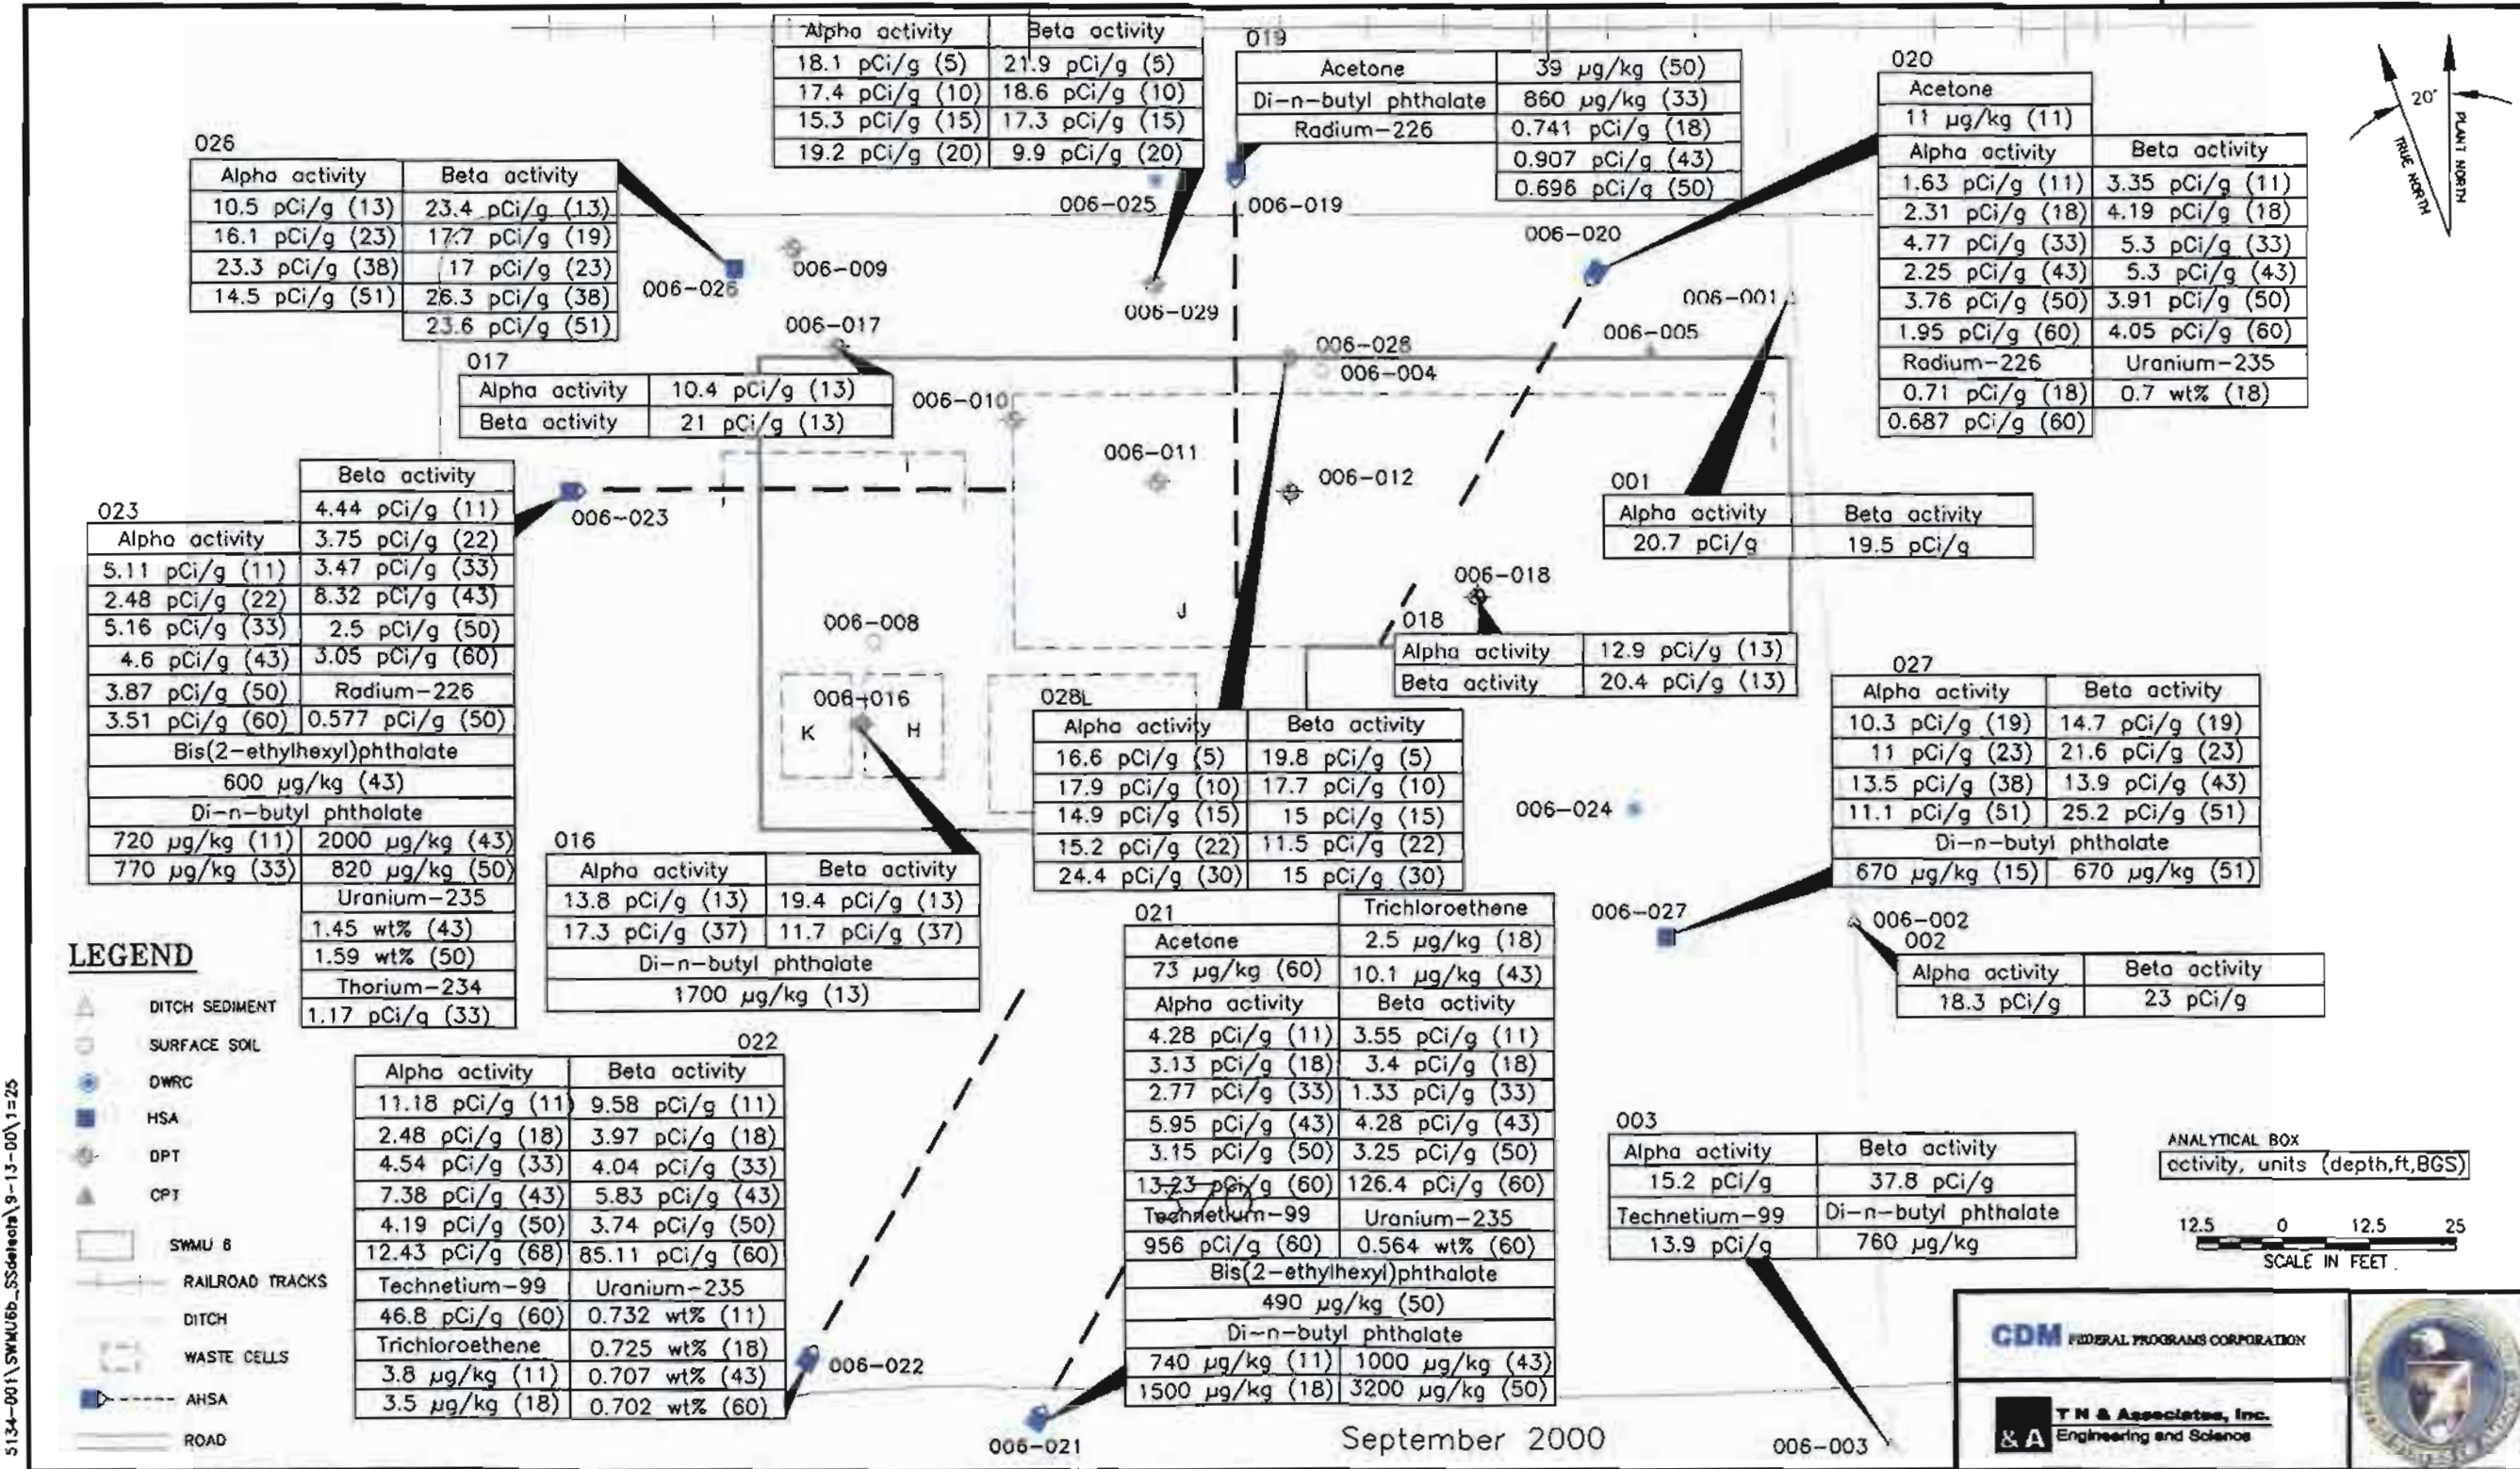 Alpha activity Beta activity
18.1 pCi/g (5) 21.9 pCi/g (5)
17.4 pCi/g (10) 18.6 pCi/g (10)
15.3 pCi/g (15) 17.3 pCi/g (15)
19.2 pCi/g (20) 9.9 pCi/g (20)
019
Acetone 39 µg/kg (50)
Di-n-butyl phthalate 860 µg/kg (33)
Radium-226 0.741 pCi/g (18)
0.907 pCi/g (43)
0.696 pCi/g (50)
020
Acetone
11 µg/kg (11)
Alpha activity Beta activity
1.63 pCi/g (11) 3.35 pCi/g (11)
2.31 pCi/g (18) 4.19 pCi/g (18)
4.77 pCi/g (33) 5.3 pCi/g (33)
2.25 pCi/g (43) 5.3 pCi/g (43)
3.76 pCi/g (50) 3.91 pCi/g (50)
1.95 pCi/g (60) 4.05 pCi/g (60)
Radium-226 Uranium-235
0.71 pCi/g (18) 0.7 wt% (18)
0.687 pCi/g (60)
20°
TRUE NORTH
PLANT NORTH
026
Alpha activity Beta activity
10.5 pCi/g (13) 23.4 pCi/g (13)
16.1 pCi/g (23) 17.7 pCi/g (19)
23.3 pCi/g (38) 17 pCi/g (23)
14.5 pCi/g (51) 26.3 pCi/g (38)
23.6 pCi/g (51)
006-025
006-019
006-020
006-009
006-026
006-029
006-001
006-017
006-005
006-028
006-004
017
Alpha activity 10.4 pCi/g (13)
Beta activity 21 pCi/g (13)
006-010
006-011
006-012
001
Alpha activity Beta activity
20.7 pCi/g 19.5 pCi/g
006-023
023
Beta activity
4.44 pCi/g (11)
Alpha activity 3.75 pCi/g (22)
5.11 pCi/g (11) 3.47 pCi/g (33)
2.48 pCi/g (22) 8.32 pCi/g (43)
5.16 pCi/g (33) 2.5 pCi/g (50)
4.6 pCi/g (43) 3.05 pCi/g (60)
3.87 pCi/g (50) Radium-226
3.51 pCi/g (60) 0.577 pCi/g (50)
Bis(2-ethylhexyl)phthalate
600 µg/kg (43)
Di-n-butyl phthalate
720 µg/kg (11) 2000 µg/kg (43)
770 µg/kg (33) 820 µg/kg (50)
Uranium-235
1.45 wt% (43)
1.59 wt% (50)
Thorium-234
1.17 pCi/g (33)
006-018
018
Alpha activity 12.9 pCi/g (13)
Beta activity 20.4 pCi/g (13)
J
006-008
006-016
K H
028L
Alpha activity Beta activity
16.6 pCi/g (5) 19.8 pCi/g (5)
17.9 pCi/g (10) 17.7 pCi/g (10)
14.9 pCi/g (15) 15 pCi/g (15)
15.2 pCi/g (22) 11.5 pCi/g (22)
24.4 pCi/g (30) 15 pCi/g (30)
027
Alpha activity Beta activity
10.3 pCi/g (19) 14.7 pCi/g (19)
11 pCi/g (23) 21.6 pCi/g (23)
13.5 pCi/g (38) 13.9 pCi/g (43)
11.1 pCi/g (51) 25.2 pCi/g (51)
Di-n-butyl phthalate
670 µg/kg (15) 670 µg/kg (51)
006-024
006-027
006-002
002
Alpha activity Beta activity
18.3 pCi/g 23 pCi/g
016
Alpha activity Beta activity
13.8 pCi/g (13) 19.4 pCi/g (13)
17.3 pCi/g (37) 11.7 pCi/g (37)
Di-n-butyl phthalate
1700 µg/kg (13)
021
Trichloroethene
Acetone 2.5 µg/kg (18)
73 µg/kg (60) 10.1 µg/kg (43)
Alpha activity Beta activity
4.28 pCi/g (11) 3.55 pCi/g (11)
3.13 pCi/g (18) 3.4 pCi/g (18)
2.77 pCi/g (33) 1.33 pCi/g (33)
5.95 pCi/g (43) 4.28 pCi/g (43)
3.15 pCi/g (50) 3.25 pCi/g (50)
13.23 pCi/g (60) 126.4 pCi/g (60)
Technetium-99 Uranium-235
956 pCi/g (60) 0.564 wt% (60)
Bis(2-ethylhexyl)phthalate
490 µg/kg (50)
Di-n-butyl phthalate
740 µg/kg (11) 1000 µg/kg (43)
1500 µg/kg (18) 3200 µg/kg (50)
022
Alpha activity Beta activity
11.18 pCi/g (11) 9.58 pCi/g (11)
2.48 pCi/g (18) 3.97 pCi/g (18)
4.54 pCi/g (33) 4.04 pCi/g (33)
7.38 pCi/g (43) 5.83 pCi/g (43)
4.19 pCi/g (50) 3.74 pCi/g (50)
12.43 pCi/g (68) 85.11 pCi/g (60)
Technetium-99 Uranium-235
46.8 pCi/g (60) 0.732 wt% (11)
Trichloroethene 0.725 wt% (18)
3.8 µg/kg (11) 0.707 wt% (43)
3.5 µg/kg (18) 0.702 wt% (60)
006-022
006-021
003
Alpha activity Beta activity
15.2 pCi/g 37.8 pCi/g
Technetium-99 Di-n-butyl phthalate
13.9 pCi/g 760 µg/kg
006-003
LEGEND
DITCH SEDIMENT
SURFACE SOIL
DWRC
HSA
DPT
CPT
SWMU 6
RAILROAD TRACKS
DITCH
WASTE CELLS
AHSA
ROAD
ANALYTICAL BOX
activity, units (depth,ft,BGS)
12.5 0 12.5 25
SCALE IN FEET
September 2000
CDM FEDERAL PROGRAMS CORPORATION
T N & Associates, Inc.
Engineering and Science
& A
5134-001\SWMU6b_SSdetects\9-13-00\1=25